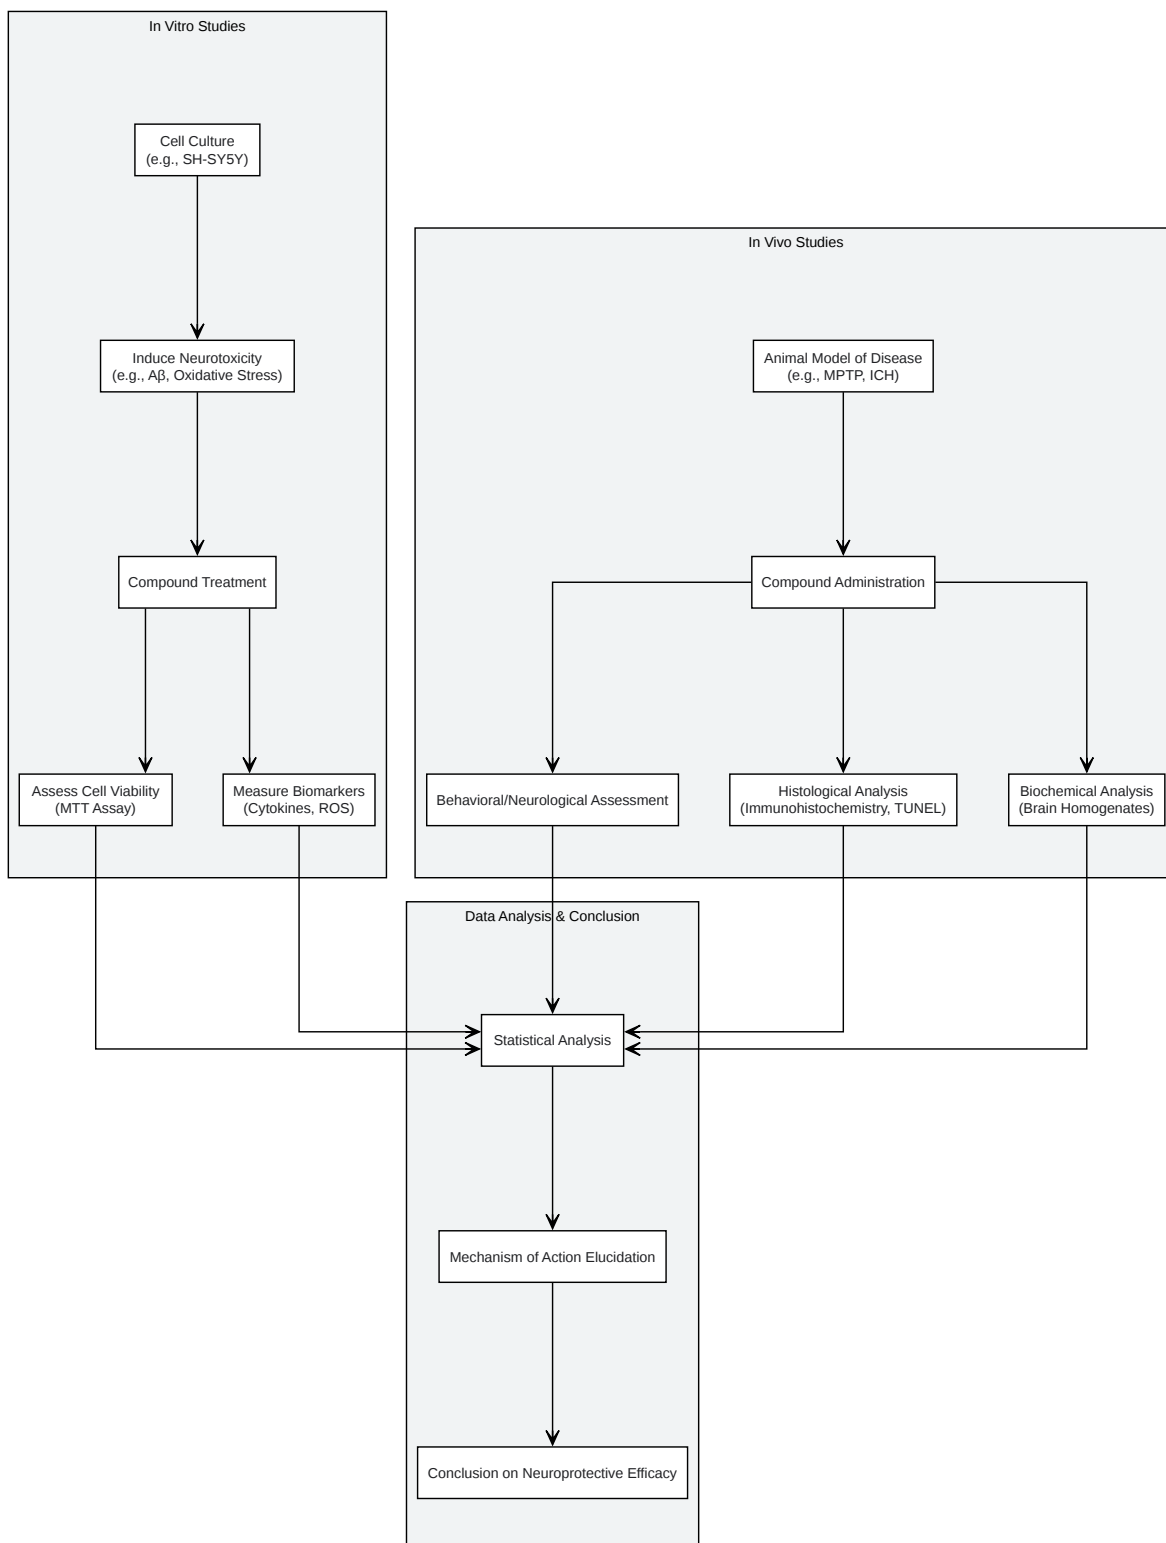 In Vitro Studies
Cell Culture
(e.g., SH-SY5Y)
Induce Neurotoxicity
(e.g., Aβ, Oxidative Stress)
Compound Treatment
Assess Cell Viability
(MTT Assay)
Measure Biomarkers
(Cytokines, ROS)
In Vivo Studies
Animal Model of Disease
(e.g., MPTP, ICH)
Compound Administration
Behavioral/Neurological Assessment
Histological Analysis
(Immunohistochemistry, TUNEL)
Biochemical Analysis
(Brain Homogenates)
Data Analysis & Conclusion
Statistical Analysis
Mechanism of Action Elucidation
Conclusion on Neuroprotective Efficacy